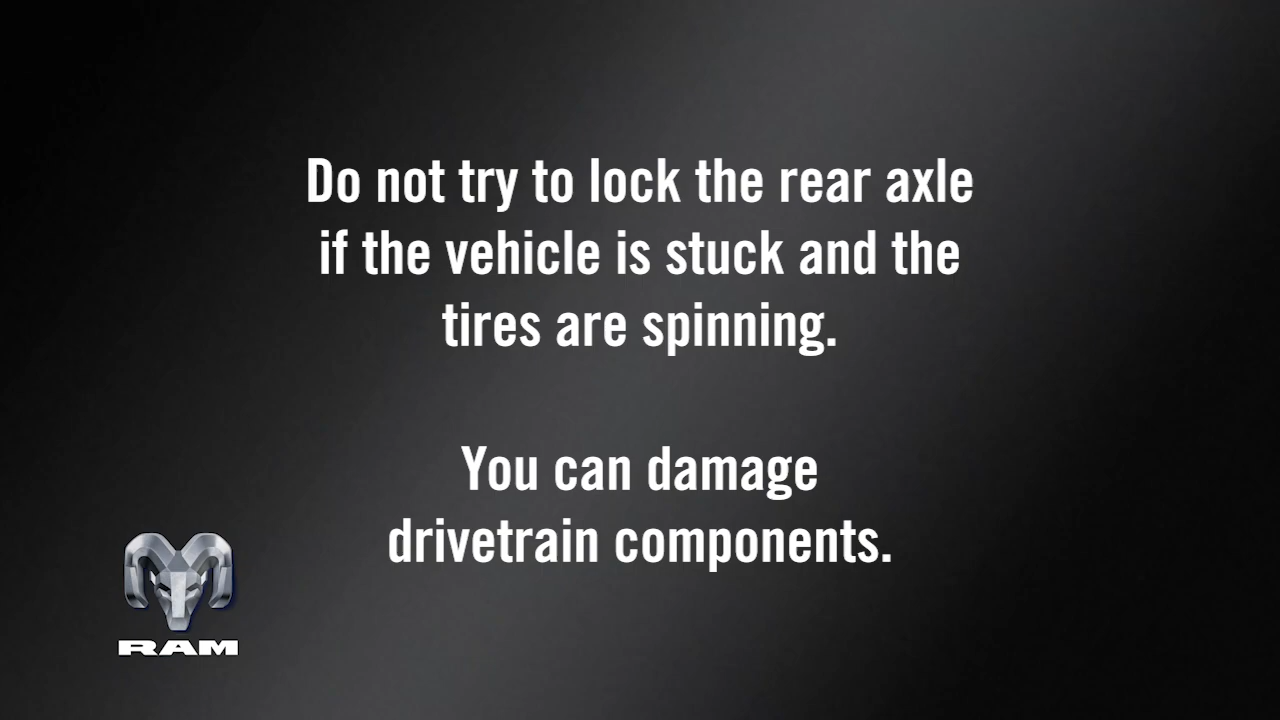 Do not try to lock the rear axle
if the vehicle is stuck and the
tires are spinning.
You can damage
drivetrain components.
RAM